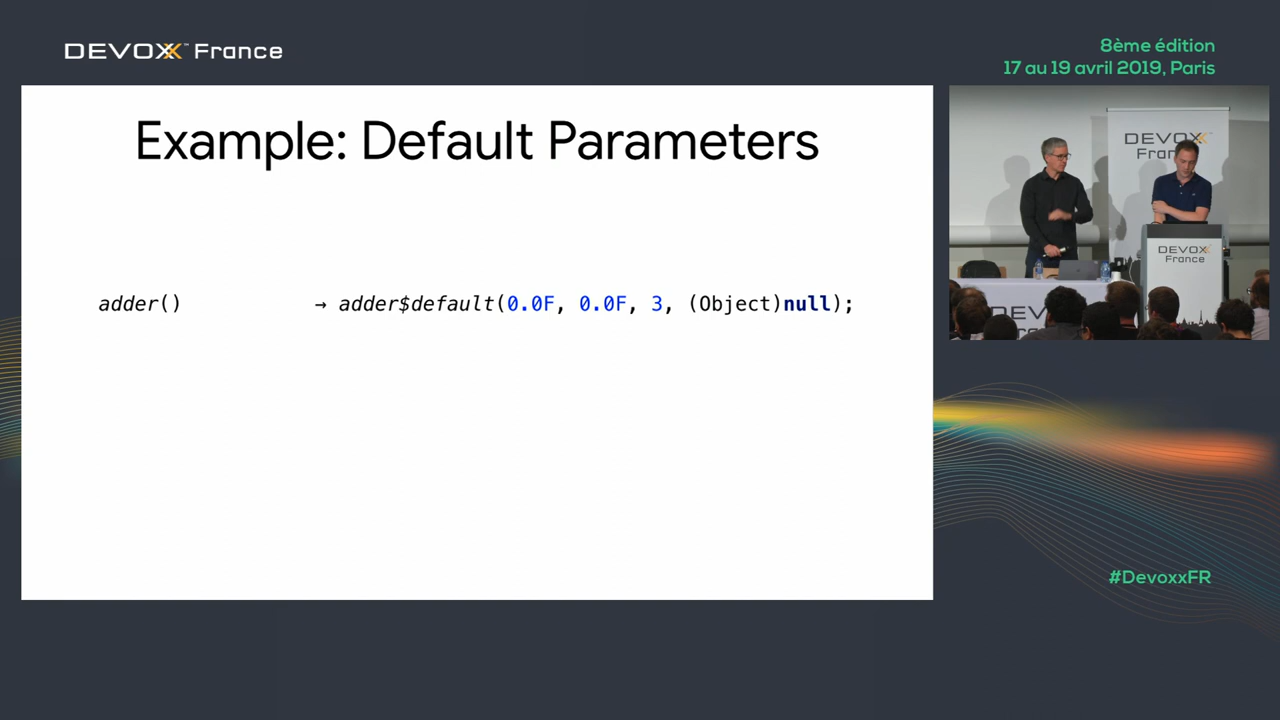 DEVOXX™ France
8ème édition
17 au 19 avril 2019, Paris
Example: Default Parameters
adder() → adder$default(0.0F, 0.0F, 3, (Object)null);
DEVOXX
France
DEVOXX
France
#DevoxxFR